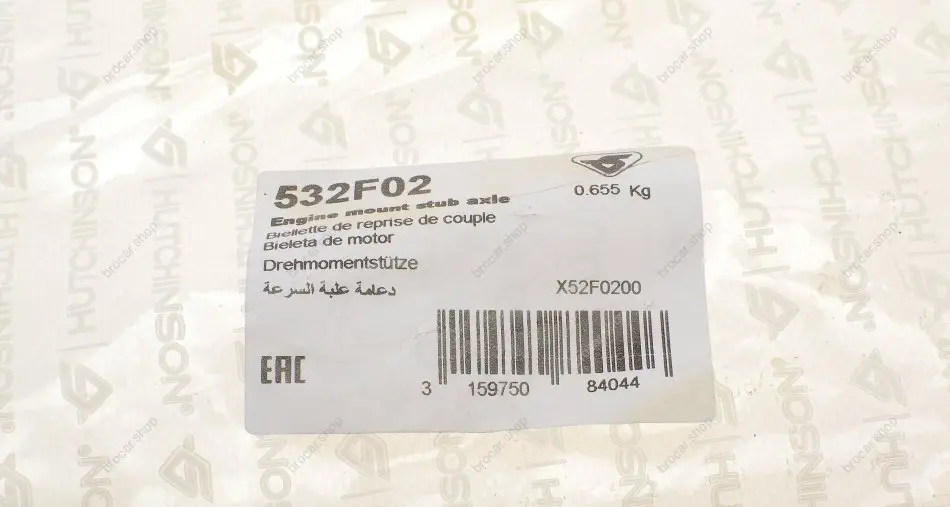 532F02
0.655 Kg
Engine mount stub axle
Biellette de reprise de couple
Bieleta de motor
Drehmomentstütze
دعامة علبة السرعة
X52F0200
EAC
3 159750 84044
HUTCHINSON
brocar.shop